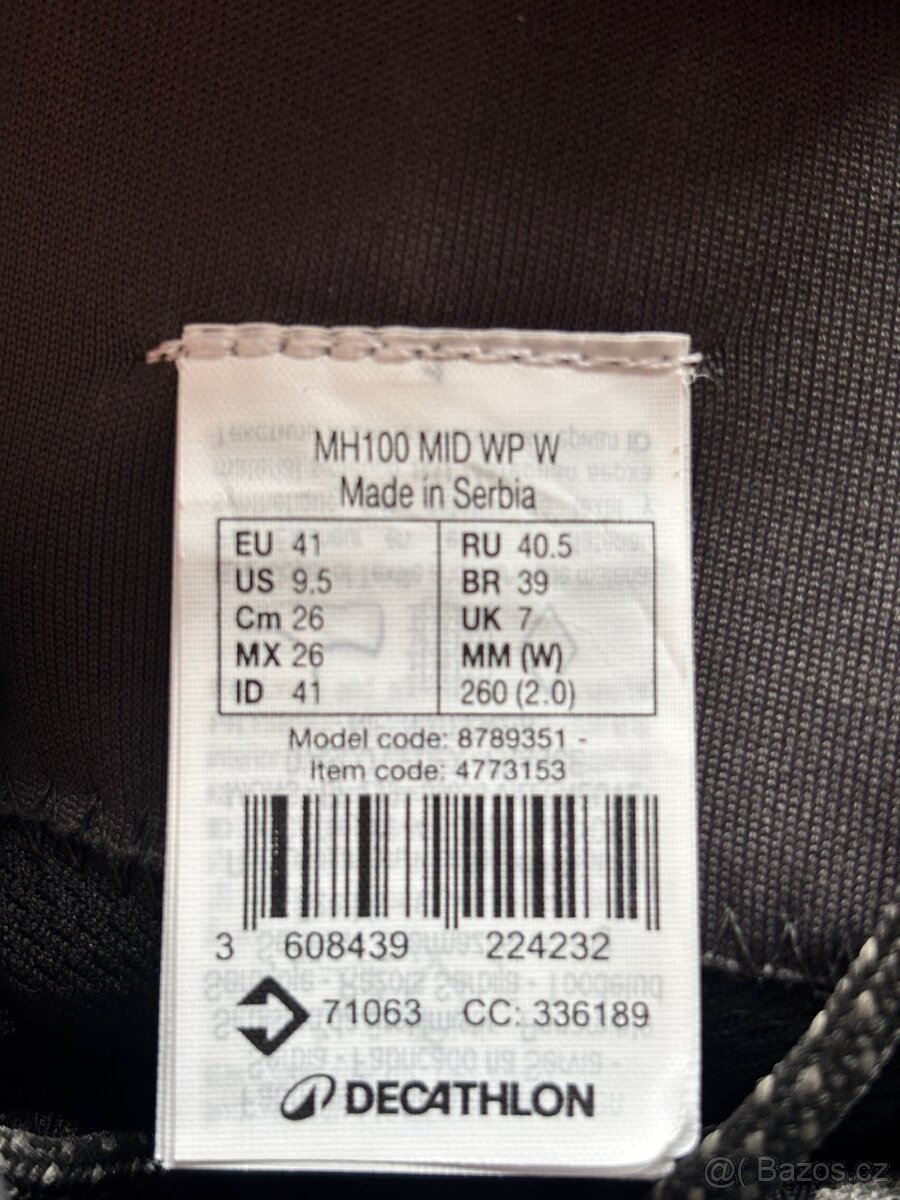 MH100 MID WP W
Made in Serbia
EU 41
US 9.5
Cm 26
MX 26
ID 41
RU 40.5
BR 39
UK 7
MM (W)
260 (2.0)
Model code: 8789351 -
Item code: 4773153
3 608439 224232
71063 CC: 336189
DECATHLON
@( Bazos.cz